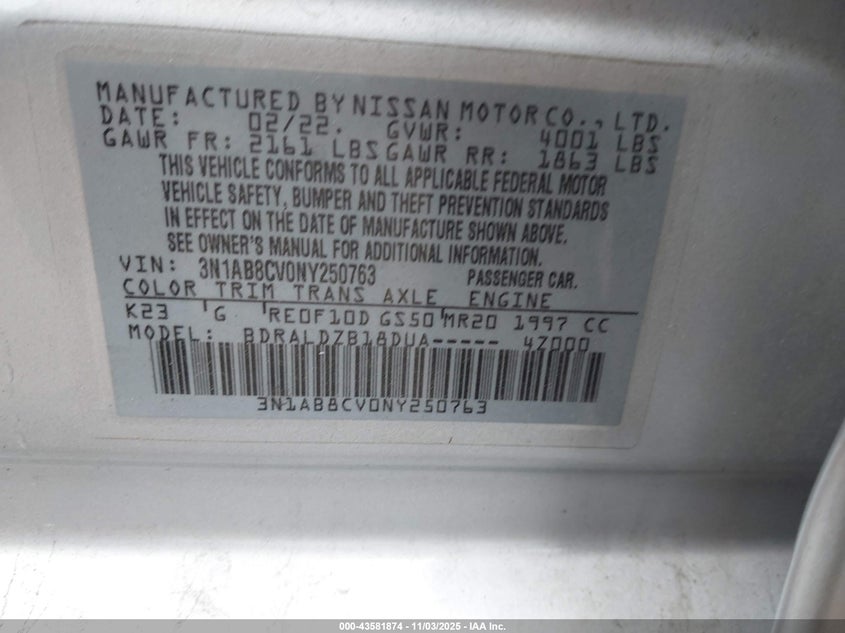 MANUFACTURED BY NISSAN MOTOR CO., LTD.
DATE: 02/22. GVWR: 4001 LBS
GAWR FR: 2161 LBS GAWR RR: 1863 LBS
THIS VEHICLE CONFORMS TO ALL APPLICABLE FEDERAL MOTOR
VEHICLE SAFETY, BUMPER AND THEFT PREVENTION STANDARDS
IN EFFECT ON THE DATE OF MANUFACTURE SHOWN ABOVE.
SEE OWNER'S MANUAL FOR ADDITIONAL INFORMATION.
VIN: 3N1AB8CV0NY250763 PASSENGER CAR.
COLOR TRIM TRANS AXLE ENGINE
K23 G RE0F10D GS50 MR20 1997 CC
MODEL: BDRALDZB18DUA----- 4Z000
3N1AB8CV0NY250763
000-43581874 - 11/03/2025 - IAA Inc.